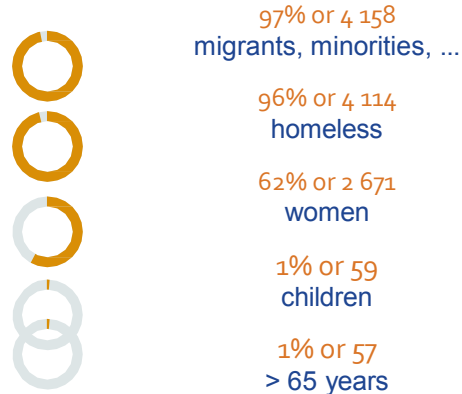 97% or 4 158
migrants, minorities, ...
96% or 4 114
homeless
62% or 2 671
women
1% or 59
children
1% or 57
> 65 years